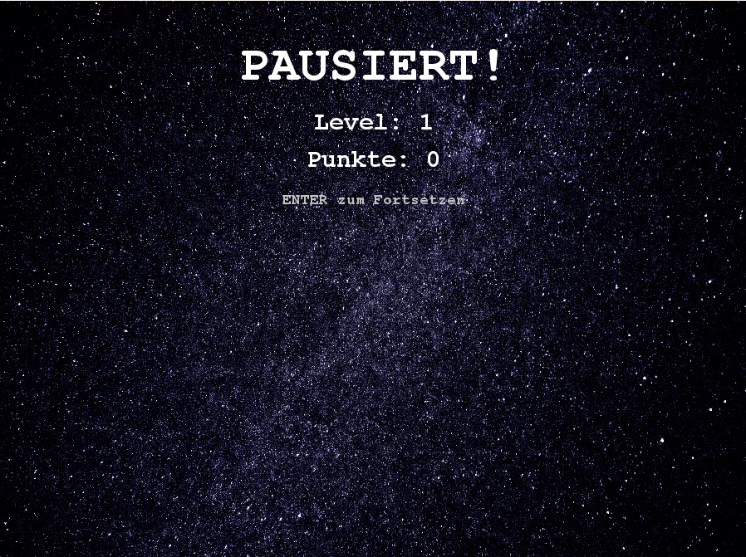 PAUSIERT!
Level: 1
Punkte: 0
ENTER zum Fortsetzen